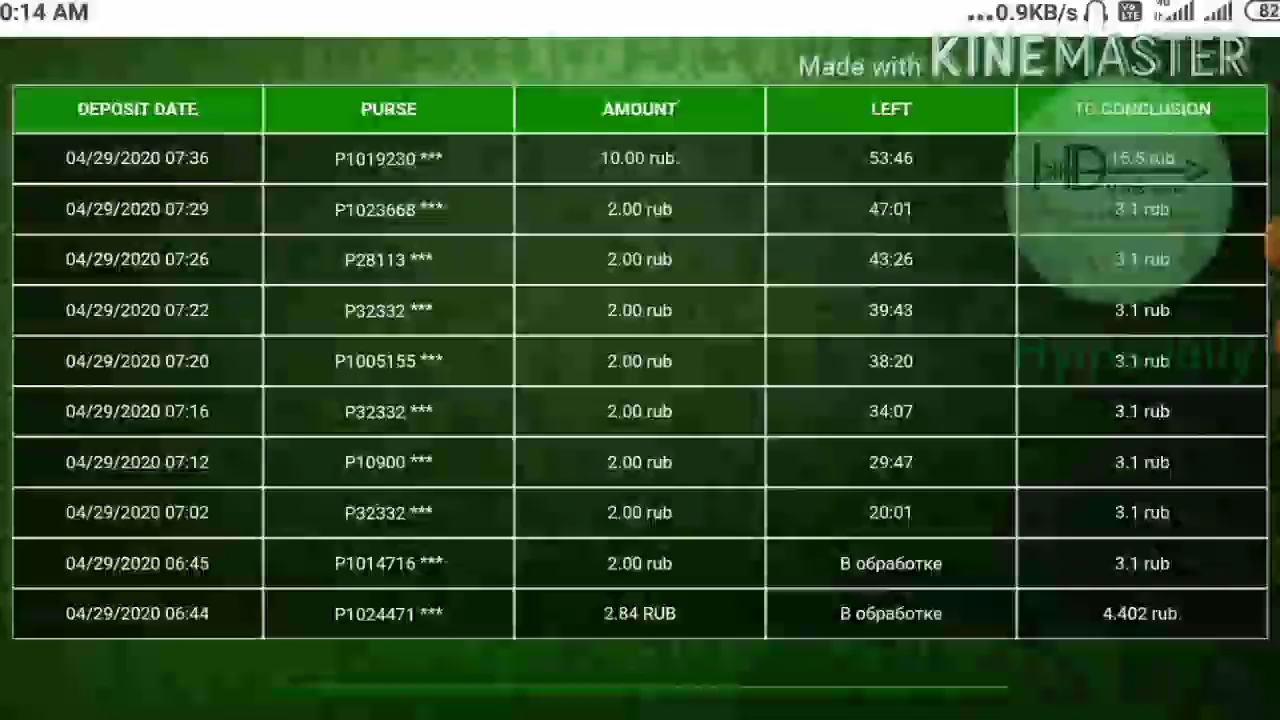 0:14 AM ...0.9KB/s 82
Made with KINEMASTER
DEPOSIT DATE PURSE AMOUNT LEFT TO CONCLUSION
04/29/2020 07:36 P1019230 *** 10.00 rub. 53:46 15.5 rub
04/29/2020 07:29 P1023668 *** 2.00 rub 47:01 3.1 rub
04/29/2020 07:26 P28113 *** 2.00 rub 43:26 3.1 rub
04/29/2020 07:22 P32332 *** 2.00 rub 39:43 3.1 rub
04/29/2020 07:20 P1005155 *** 2.00 rub 38:20 3.1 rub
04/29/2020 07:16 P32332 *** 2.00 rub 34:07 3.1 rub
04/29/2020 07:12 P10900 *** 2.00 rub 29:47 3.1 rub
04/29/2020 07:02 P32332 *** 2.00 rub 20:01 3.1 rub
04/29/2020 06:45 P1014716 *** 2.00 rub В обработке 3.1 rub
04/29/2020 06:44 P1024471 *** 2.84 RUB В обработке 4.402 rub.